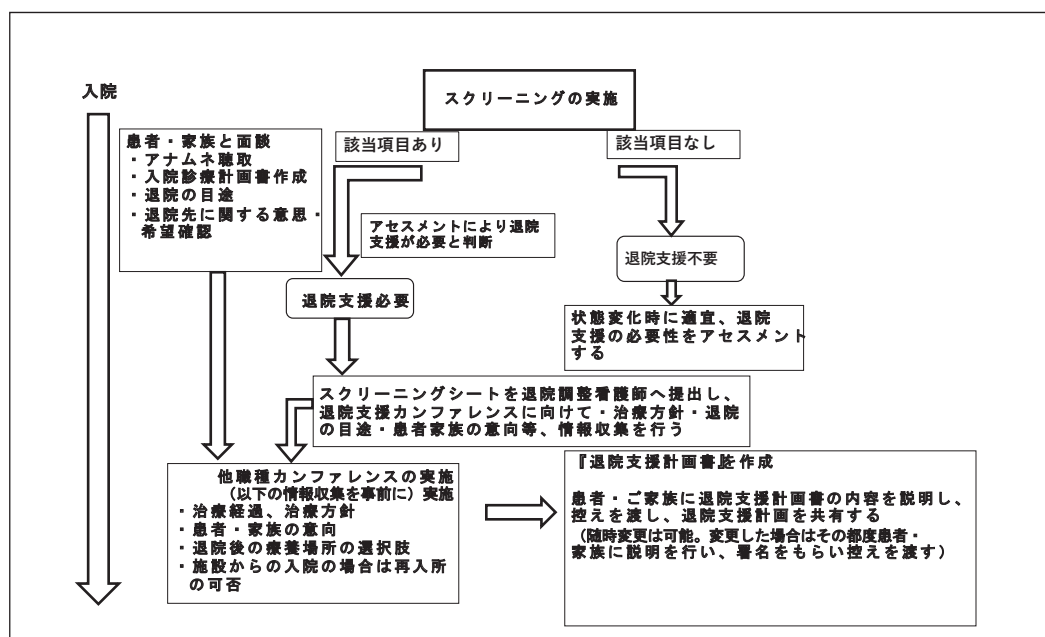 入院
スクリーニングの実施
患者・家族と面談
・アナムネ聴取
・入院診療計画書作成
・退院の目途
・退院先に関する意思・
希望確認
該当項目あり
該当項目なし
アセスメントにより退院
支援が必要と判断
退院支援必要
退院支援不要
状態変化時に適宜、退院
支援の必要性をアセスメント
する
スクリーニングシートを退院調整看護師へ提出し、
退院支援カンファレンスに向けて・治療方針・退院
の目途・患者家族の意向等、情報収集を行う
他職種カンファレンスの実施
（以下の情報収集を事前に）実施
・治療経過、治療方針
・患者・家族の意向
・退院後の療養場所の選択肢
・施設からの入院の場合は再入所
の可否
『退院支援計画書』を作成
患者・ご家族に退院支援計画書の内容を説明し、
控えを渡し、退院支援計画を共有する
（随時変更は可能。変更した場合はその都度患者・
家族に説明を行い、署名をもらい控えを渡す）